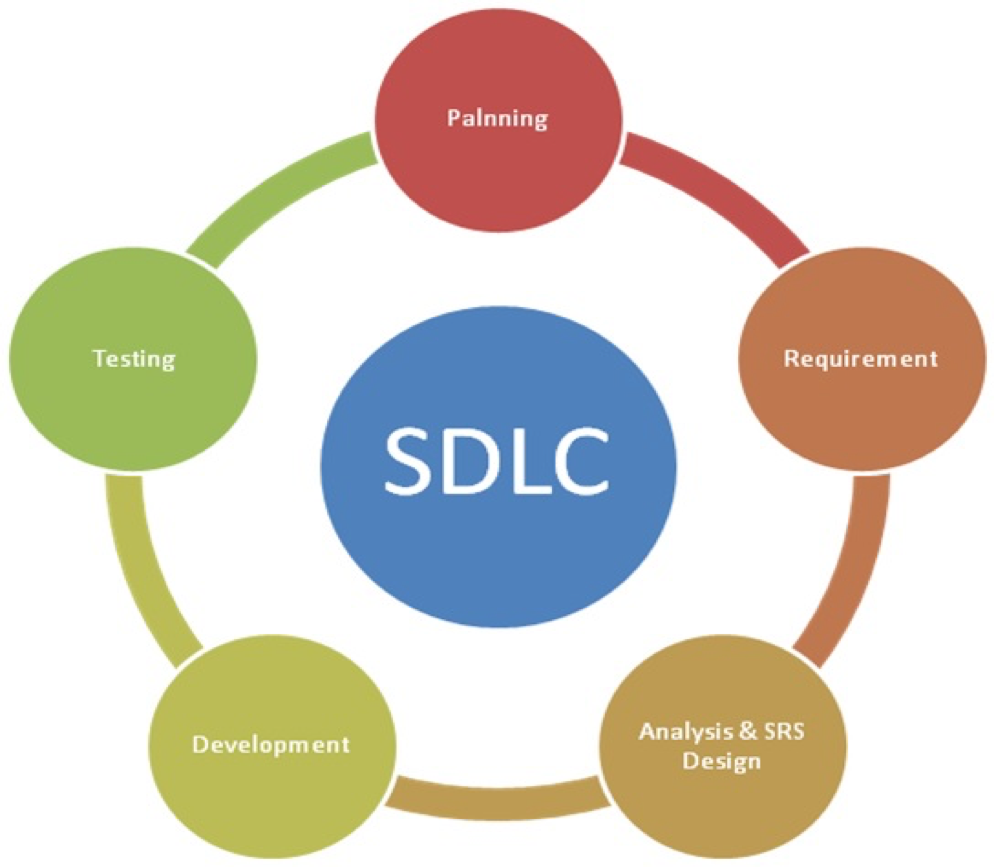 Palnning
Requirement
Analysis & SRS
Design
Development
Testing
SDLC